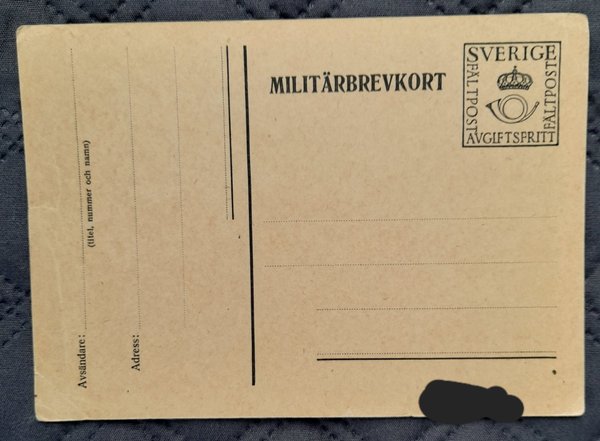 MILITÄRBREVKORT
SVERIGE
FÄLTPOST
FÄLTPOST
AVGIFTSFRITT
Avsändare:
(titel, nummer och namn)
Adress: